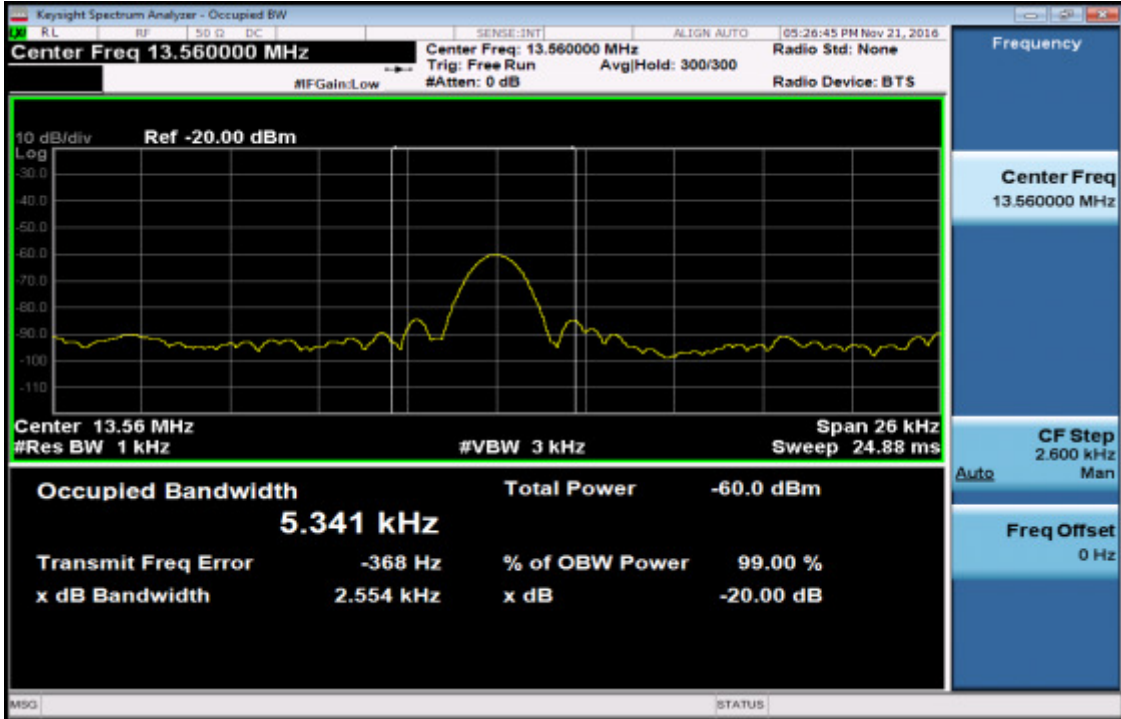 Keysight Spectrum Analyzer - Occupied BW
RL RF 50 Ω DC SENSE:INT ALIGN AUTO 05:26:45 PM Nov 21, 2016
Center Freq 13.560000 MHz
Center Freq: 13.560000 MHz Radio Std: None
Trig: Free Run Avg|Hold: 300/300
#IFGain:Low #Atten: 0 dB Radio Device: BTS
10 dB/div Ref -20.00 dBm
Log
-30.0
-40.0
-50.0
-60.0
-70.0
-80.0
-90.0
-100
-110
Center 13.56 MHz Span 26 kHz
#Res BW 1 kHz #VBW 3 kHz Sweep 24.88 ms
Occupied Bandwidth Total Power -60.0 dBm
5.341 kHz
Transmit Freq Error -368 Hz % of OBW Power 99.00 %
x dB Bandwidth 2.554 kHz x dB -20.00 dB
MSG STATUS
Frequency
Center Freq
13.560000 MHz
CF Step
2.600 kHz
Auto Man
Freq Offset
0 Hz